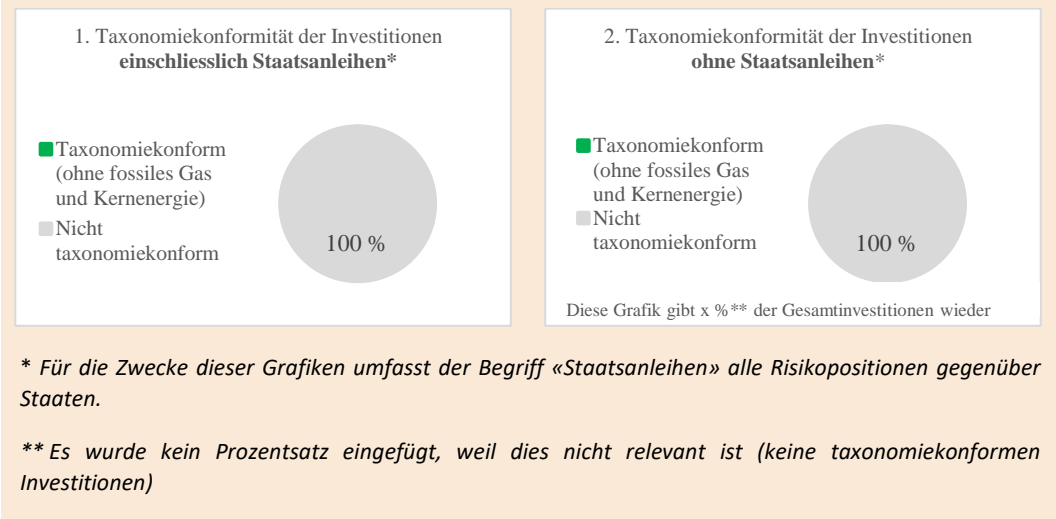 1. Taxonomiekonformität der Investitionen
einschliesslich Staatsanleihen*
Taxonomiekonform
(ohne fossiles Gas
und Kernenergie)
Nicht
taxonomiekonform
100 %
2. Taxonomiekonformität der Investitionen
ohne Staatsanleihen*
Taxonomiekonform
(ohne fossiles Gas
und Kernenergie)
Nicht
taxonomiekonform
100 %
Diese Grafik gibt x %** der Gesamtinvestitionen wieder
* Für die Zwecke dieser Grafiken umfasst der Begriff «Staatsanleihen» alle Risikopositionen gegenüber
Staaten.
** Es wurde kein Prozentsatz eingefügt, weil dies nicht relevant ist (keine taxonomiekonformen
Investitionen)